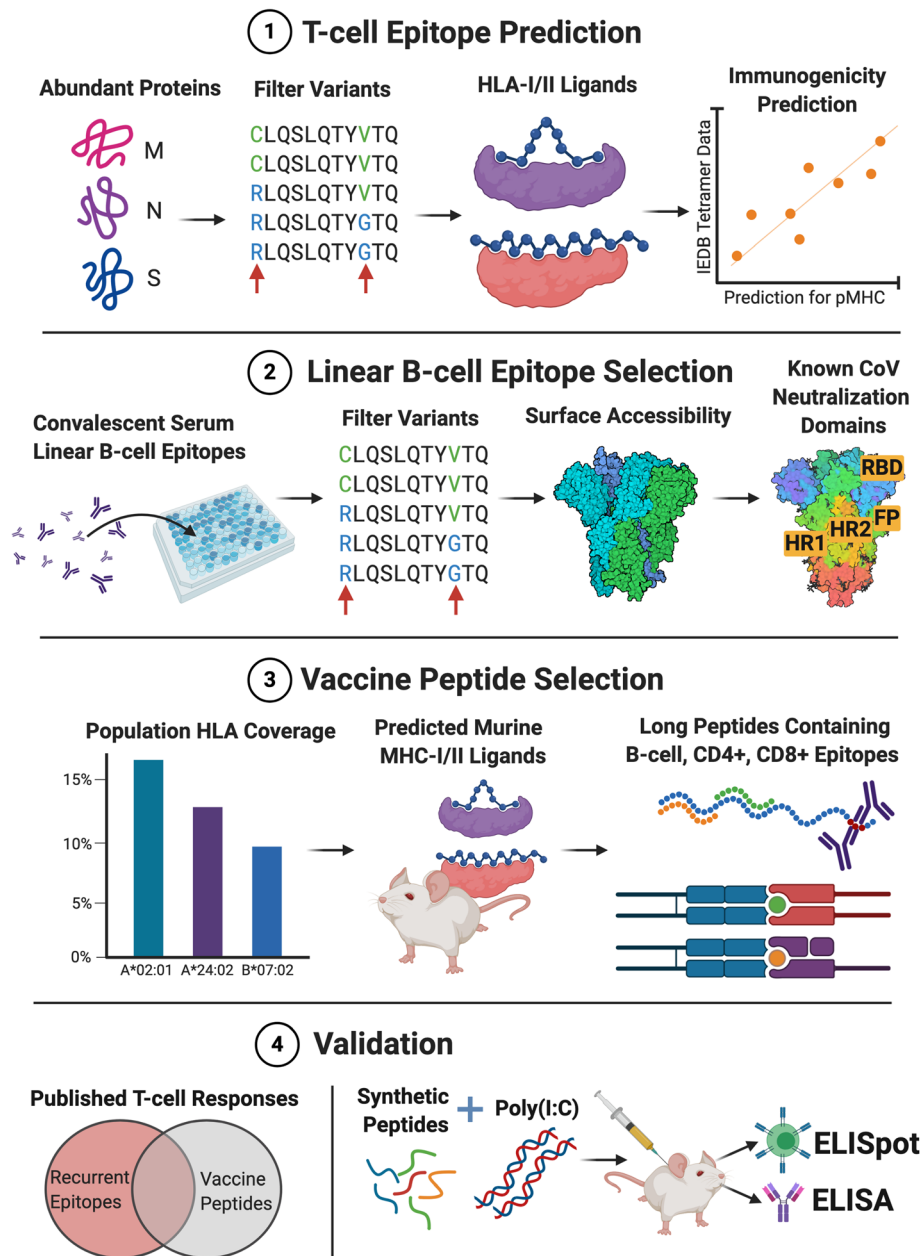 1 T-cell Epitope Prediction
Abundant Proteins
M
N
S
Filter Variants
CLQSLQTYVTQ
CLQSLQTYVTQ
RLQSLQTYVTQ
RLQSLQTYGTQ
RLQSLQTYGTQ
HLA-I/II Ligands
Immunogenicity
Prediction
IEDB Tetramer Data
Prediction for pMHC
2 Linear B-cell Epitope Selection
Convalescent Serum
Linear B-cell Epitopes
Filter Variants
CLQSLQTYVTQ
CLQSLQTYVTQ
RLQSLQTYVTQ
RLQSLQTYGTQ
RLQSLQTYGTQ
Surface Accessibility
Known CoV
Neutralization
Domains
RBD
FP
HR2
HR1
3 Vaccine Peptide Selection
Population HLA Coverage
15%
10%
5%
0%
A*02:01 A*24:02 B*07:02
Predicted Murine
MHC-I/II Ligands
Long Peptides Containing
B-cell, CD4+, CD8+ Epitopes
4 Validation
Published T-cell Responses
Recurrent
Epitopes
Vaccine
Peptides
Synthetic
Peptides
+
Poly(I:C)
ELISpot
ELISA